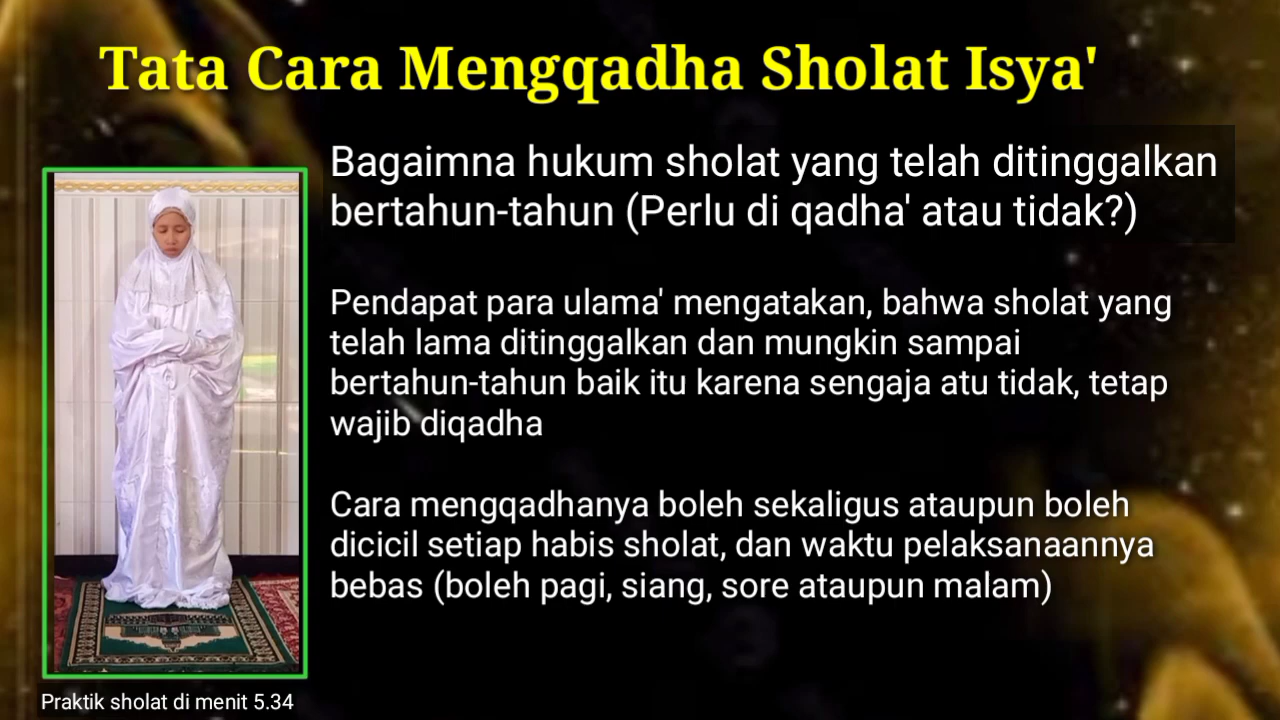 Tata Cara Mengqadha Sholat Isya'
Bagaimna hukum sholat yang telah ditinggalkan
bertahun-tahun (Perlu di qadha' atau tidak?)
Pendapat para ulama' mengatakan, bahwa sholat yang
telah lama ditinggalkan dan mungkin sampai
bertahun-tahun baik itu karena sengaja atu tidak, tetap
wajib diqadha
Cara mengqadhanya boleh sekaligus ataupun boleh
dicicil setiap habis sholat, dan waktu pelaksanaannya
bebas (boleh pagi, siang, sore ataupun malam)
Praktik sholat di menit 5.34